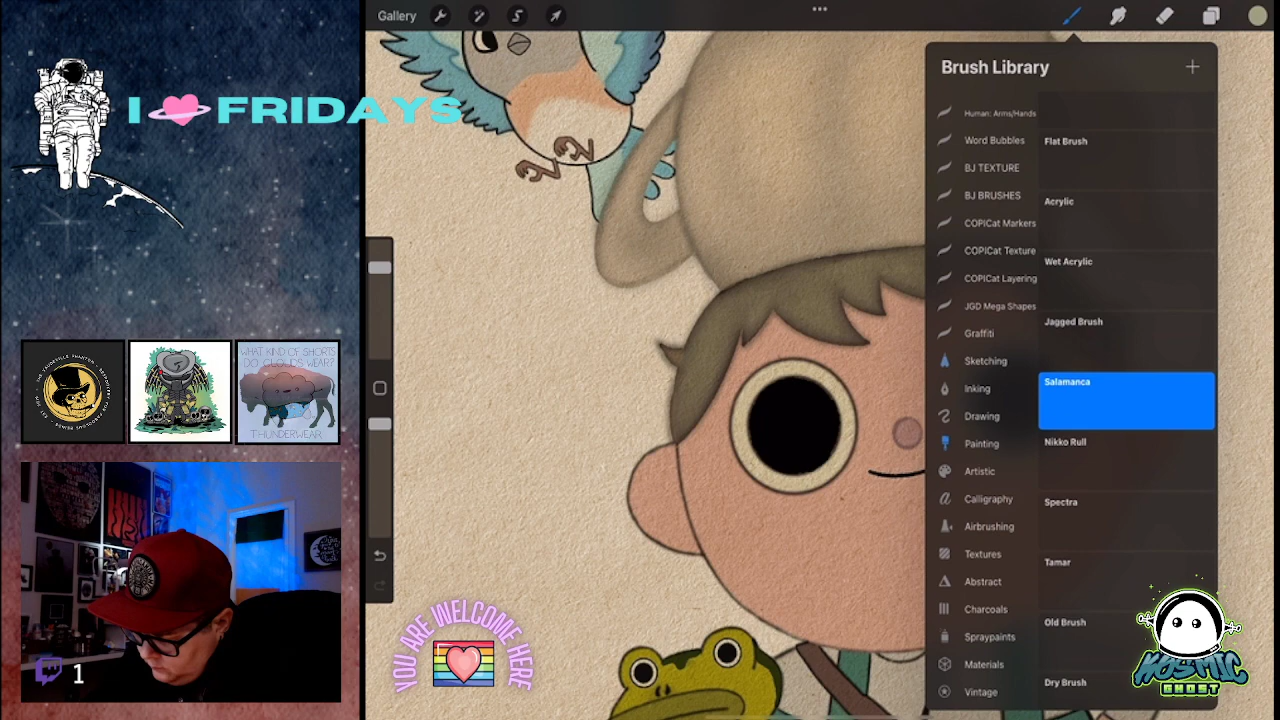 Gallery
I FRIDAYS
Brush Library
Human: Arms/Hands
Word Bubbles
BJ TEXTURE
BJ BRUSHES
COPICat Markers
COPICat Texture
COPICat Layering
JGD Mega Shapes
Graffiti
Sketching
Inking
Drawing
Painting
Artistic
Calligraphy
Airbrushing
Textures
Abstract
Charcoals
Spraypaints
Materials
Vintage
Flat Brush
Acrylic
Wet Acrylic
Jagged Brush
Salamanca
Nikko Rull
Spectra
Tamar
Old Brush
Dry Brush
WHAT KIND OF SHORTS
DO CLOUDS WEAR?
THUNDERWEAR
1
YOU ARE WELCOME HERE
KOSMIC
GHOST